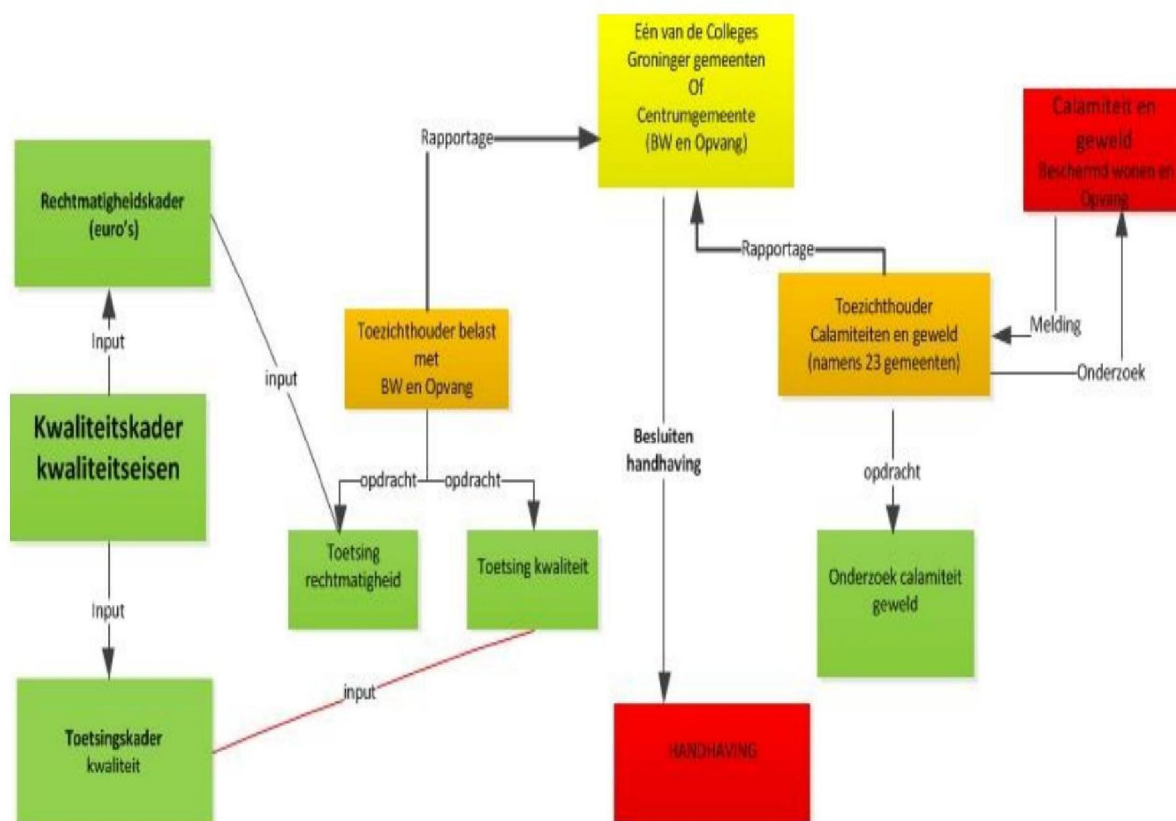 Eén van de Colleges
Groninger gemeenten
Of
Centrumgemeente
(BW en Opvang)
Calamiteit en
geweld
Beschermd wonen en
Opvang
Rapportage
Rechtmatigheidskader
(euro's)
Rapportage
Toezichthouder
Calamiteiten en geweld
(namens 23 gemeenten)
Melding
Onderzoek
Toezichthouder belast
met
BW en Opvang
Input
input
Kwaliteitskader
kwaliteitseisen
Besluiten
handhaving
opdracht
opdracht
opdracht
Toetsing
rechtmatigheid
Toetsing kwaliteit
Onderzoek calamiteit
geweld
Input
input
Toetsingskader
kwaliteit
HANDHAVING